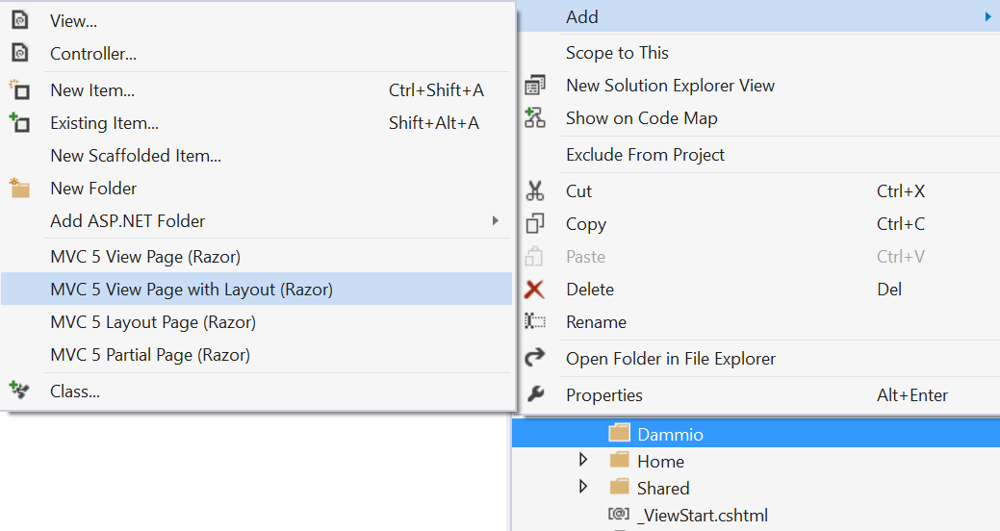 View...
Controller...
New Item... Ctrl+Shift+A
Existing Item... Shift+Alt+A
New Scaffolded Item...
New Folder
Add ASP.NET Folder
MVC 5 View Page (Razor)
MVC 5 View Page with Layout (Razor)
MVC 5 Layout Page (Razor)
MVC 5 Partial Page (Razor)
Class...
Add
Scope to This
New Solution Explorer View
Show on Code Map
Exclude From Project
Cut Ctrl+X
Copy Ctrl+C
Paste Ctrl+V
Delete Del
Rename
Open Folder in File Explorer
Properties Alt+Enter
Dammio
Home
Shared
[@] _ViewStart.cshtml